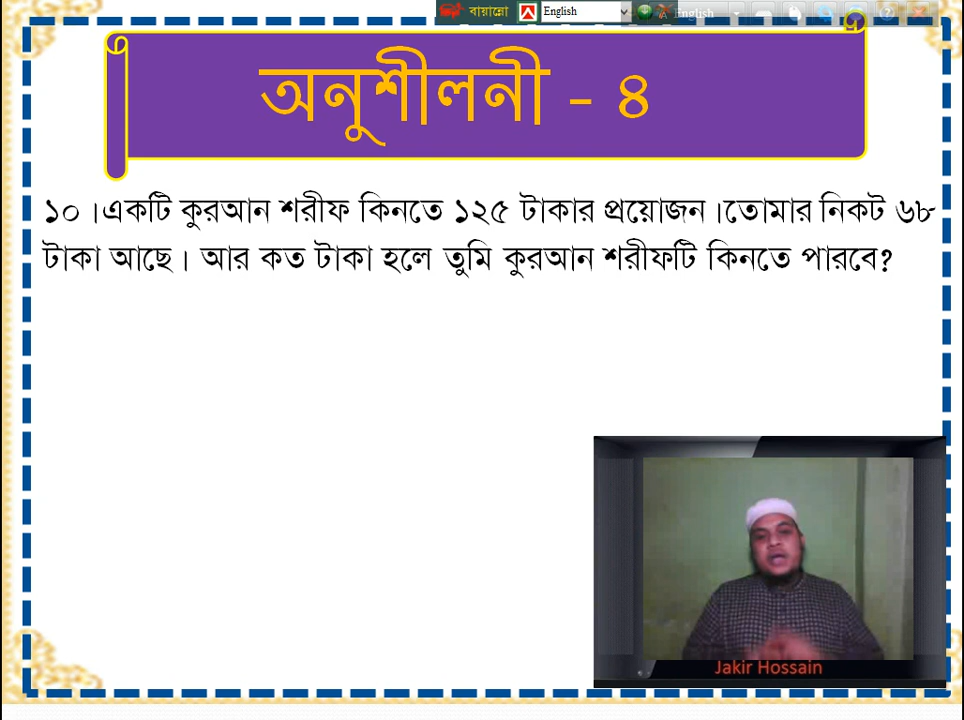 বায়ান্নো English English
অনুশীলনী - ৪
১০।একটি কুরআন শরীফ কিনতে ১২৫ টাকার প্রয়োজন।তোমার নিকট ৬৮
টাকা আছে। আর কত টাকা হলে তুমি কুরআন শরীফটি কিনতে পারবে?
Jakir Hossain